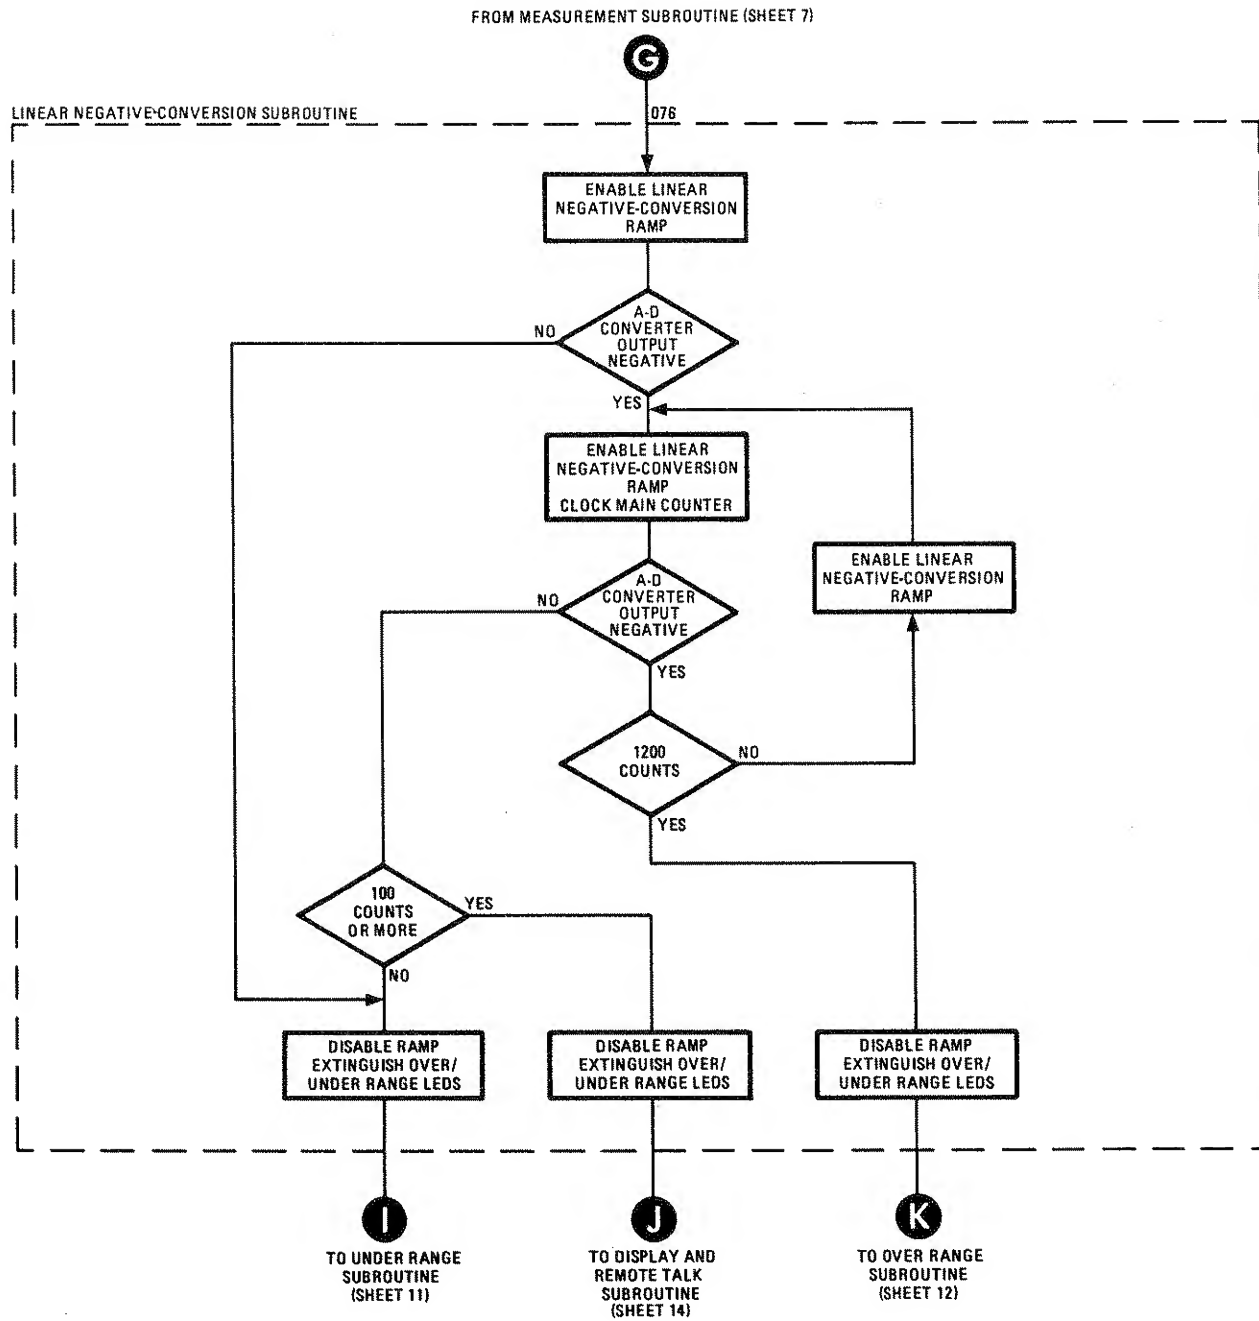 FROM MEASUREMENT SUBROUTINE (SHEET 7)
G
LINEAR NEGATIVE-CONVERSION SUBROUTINE
076
ENABLE LINEAR
NEGATIVE-CONVERSION
RAMP
A-D
CONVERTER
OUTPUT
NEGATIVE
NO
YES
ENABLE LINEAR
NEGATIVE-CONVERSION
RAMP
CLOCK MAIN COUNTER
ENABLE LINEAR
NEGATIVE-CONVERSION
RAMP
A-D
CONVERTER
OUTPUT
NEGATIVE
NO
YES
1200
COUNTS
NO
YES
100
COUNTS
OR MORE
YES
NO
DISABLE RAMP
EXTINGUISH OVER/
UNDER RANGE LEDS
DISABLE RAMP
EXTINGUISH OVER/
UNDER RANGE LEDS
DISABLE RAMP
EXTINGUISH OVER/
UNDER RANGE LEDS
I
TO UNDER RANGE
SUBROUTINE
(SHEET 11)
J
TO DISPLAY AND
REMOTE TALK
SUBROUTINE
(SHEET 14)
K
TO OVER RANGE
SUBROUTINE
(SHEET 12)